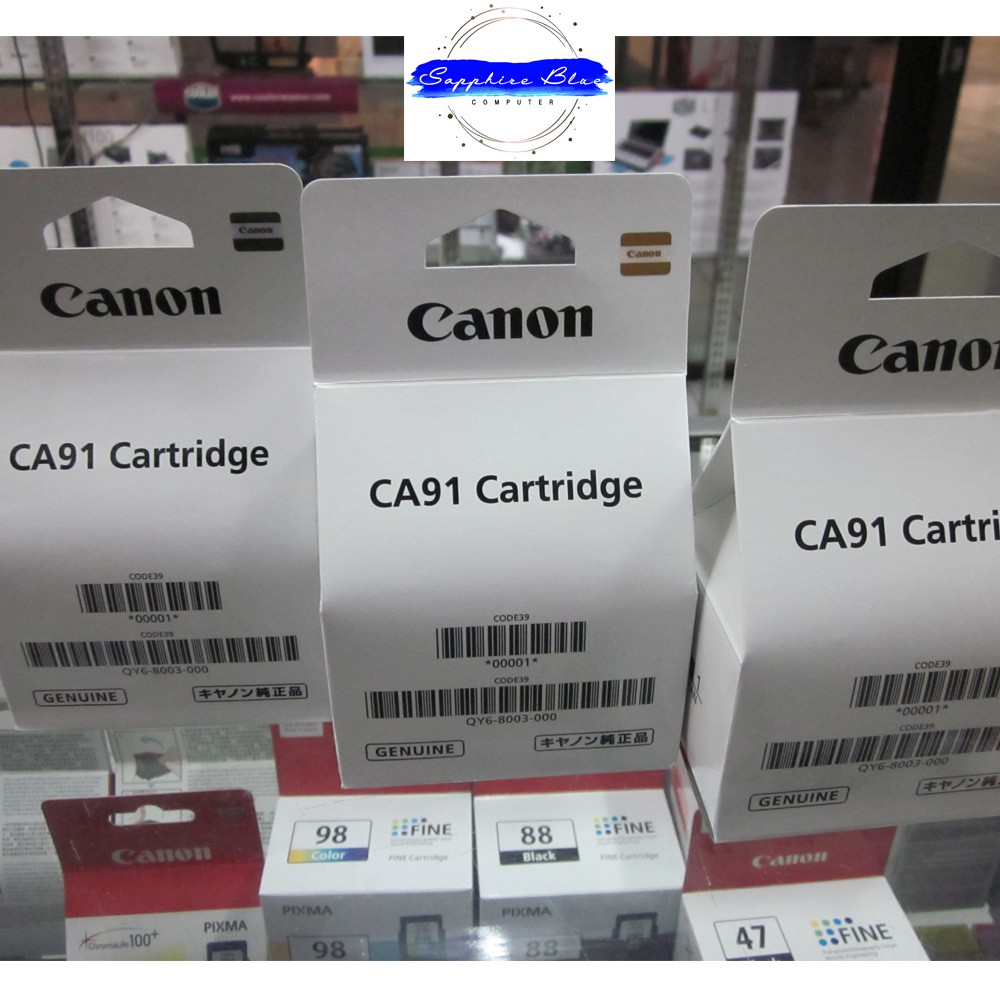 Sapphire Blue
COMPUTER
Canon
Canon
CA91 Cartridge
CODE39
*00001*
CODE39
QY6-8003-000
GENUINE
キヤノン純正品
Canon
Canon
CA91 Cartridge
CODE39
*00001*
CODE39
QY6-8003-000
GENUINE
キヤノン純正品
Cano
CA91 Cartri
CODE39
*00001*
CODE39
QY6-8003-000
GENUINE
キヤノン純正
Canon
ChromaLife100+
PIXMA
98
Color
FINE
FINE Cartridge
PIXMA
98
88
Black
FINE
FINE Cartridge
PIXMA
88
Canon
47
FINE